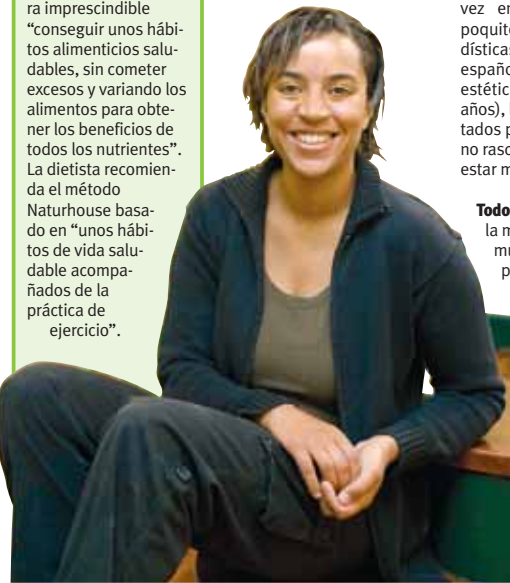 ra imprescindible
“conseguir unos hábi-
tos alimenticios salu-
dables, sin cometer
excesos y variando los
alimentos para obte-
ner los beneficios de
todos los nutrientes”.
La dietista recomien-
da el método
Naturhouse basa-
do en “unos hábi-
tos de vida salu-
dable acompa-
ñados de la
práctica de
ejercicio”.
vez
poquito
dísticas
español
estétic
años),
tados p
no rasc
estar m
Todo
la m
mu
p